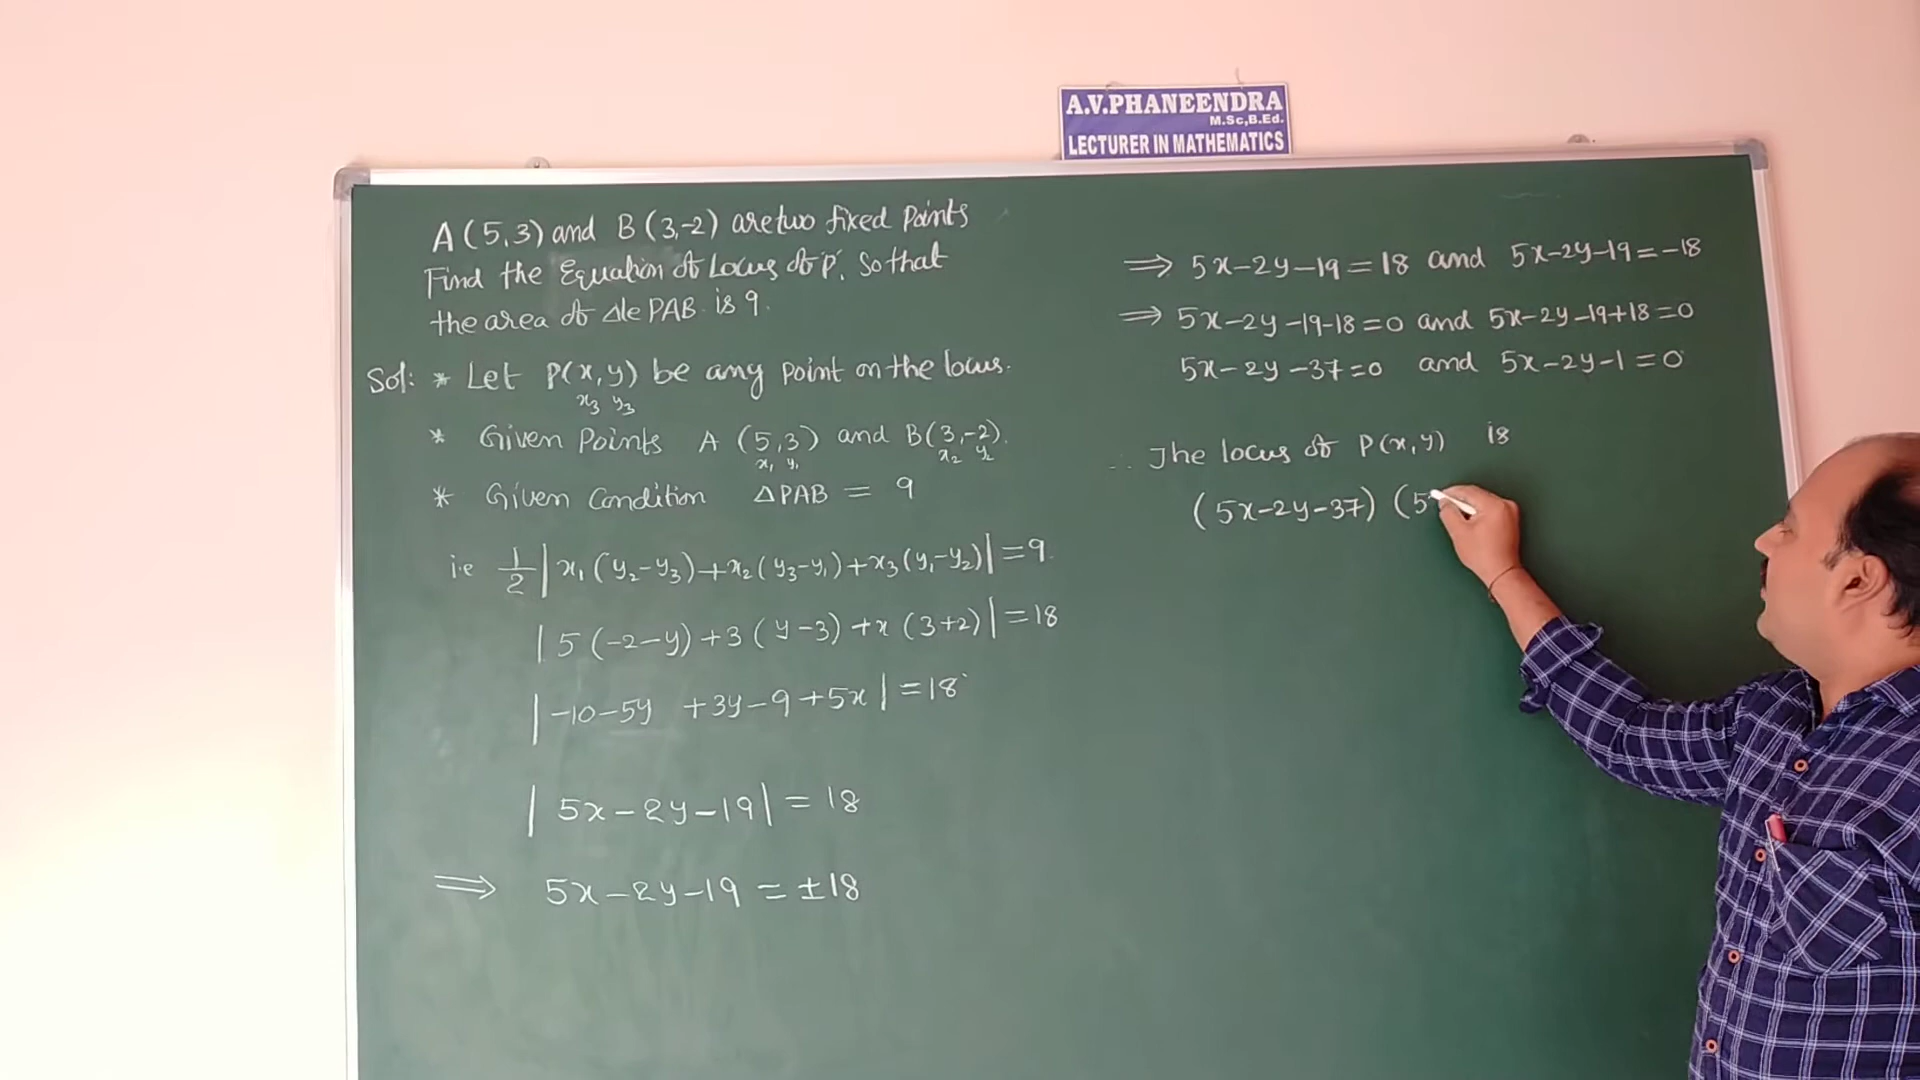 A.V.PHANEENDRA
M.Sc,B.Ed.
LECTURER IN MATHEMATICS
A (5,3) and B (3,-2) are two fixed Points
Find the Equation of Locus of P. So that
the area of Δle PAB is 9.
Sol: * Let P(x,y) be any point on the locus.
x₃ y₃
* Given Points A (5,3) and B(3,-2).
x₁ y₁ x₂ y₂
* Given Condition ΔPAB = 9
i.e 1/2 |x₁(y₂-y₃)+x₂(y₃-y₁)+x₃(y₁-y₂)|=9.
|5(-2-y)+3(y-3)+x(3+2)|=18
|-10-5y +3y-9+5x|=18
|5x-2y-19|=18
⟹ 5x-2y-19=±18
⟹ 5x-2y-19=18 and 5x-2y-19=-18
⟹ 5x-2y-19-18=0 and 5x-2y-19+18=0
5x-2y-37=0 and 5x-2y-1=0
∴ The locus of P(x,y) is
(5x-2y-37) (5